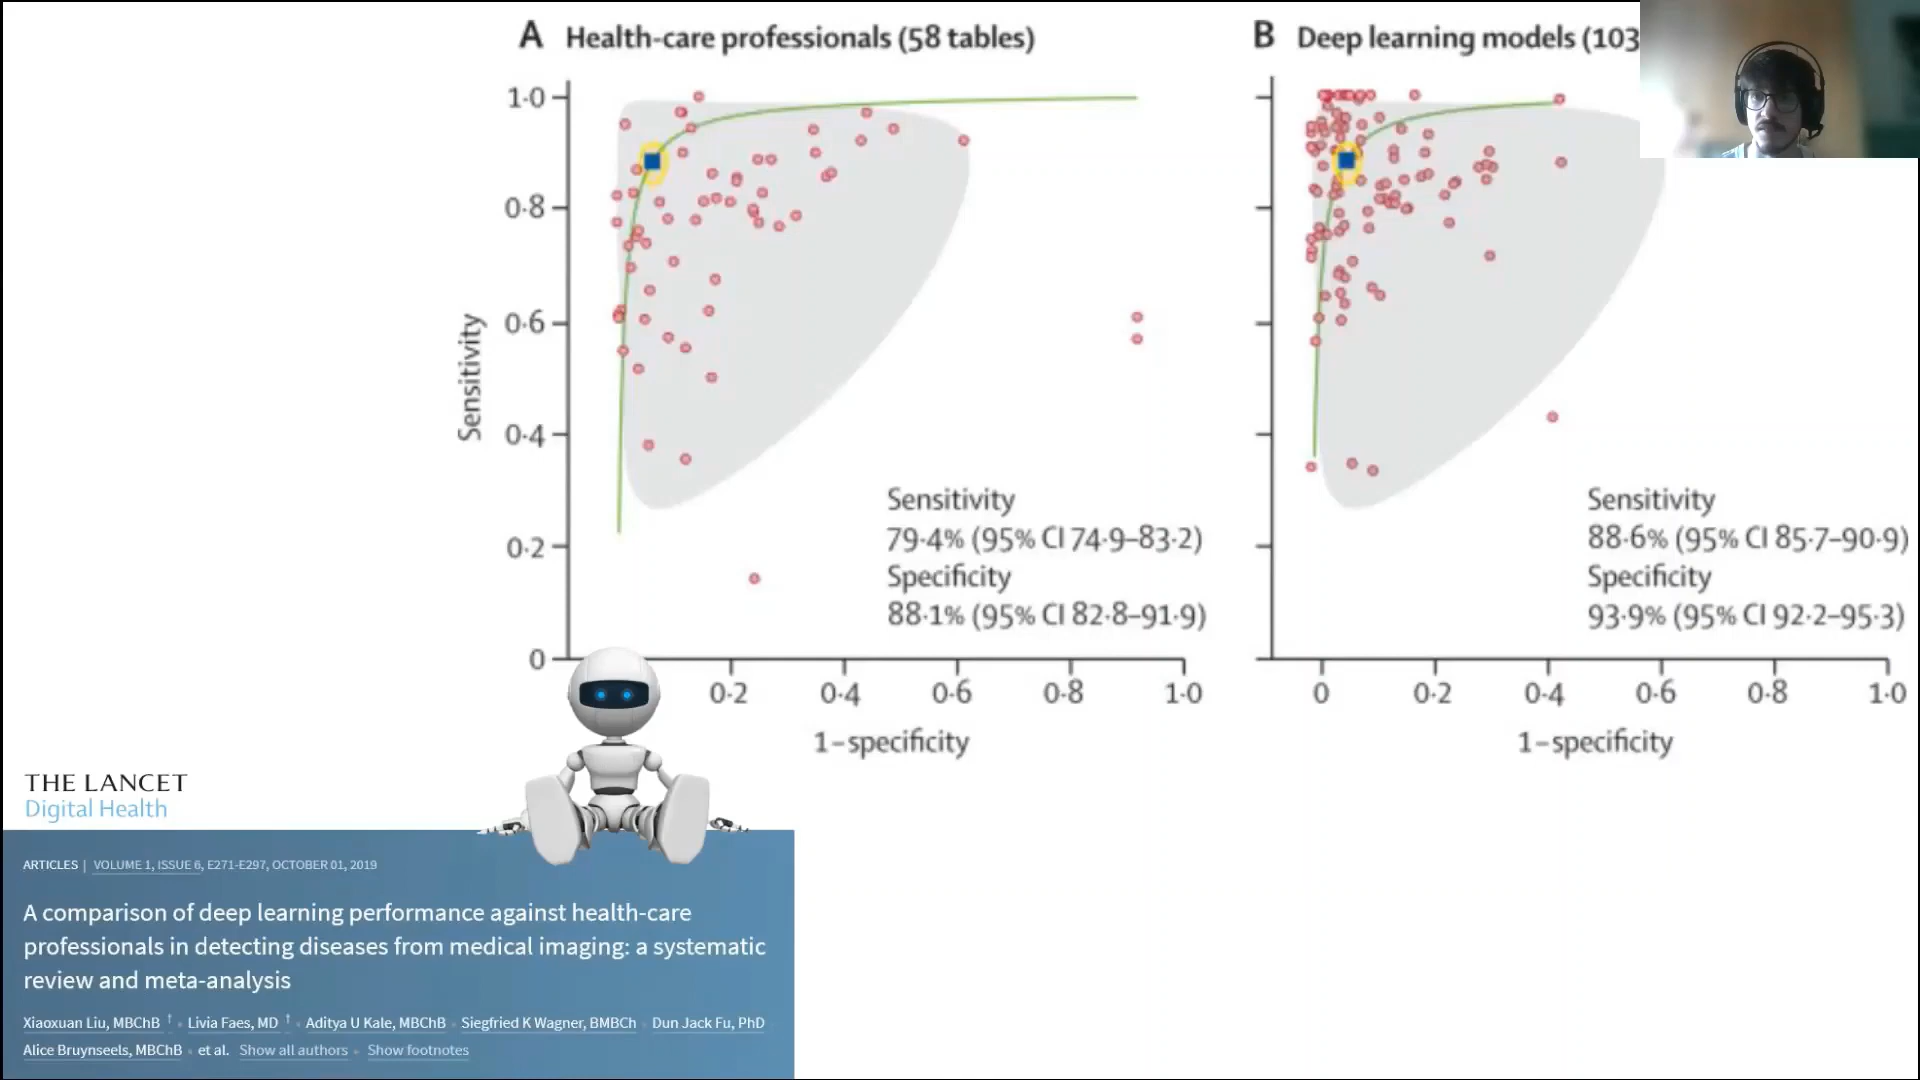 A Health-care professionals (58 tables)
1·0
0·8
0·6
0·4
0·2
0
Sensitivity
Sensitivity
79·4% (95% CI 74·9–83·2)
Specificity
88·1% (95% CI 82·8–91·9)
0·2 0·4 0·6 0·8 1·0
1–specificity
B Deep learning models (103
Sensitivity
88·6% (95% CI 85·7–90·9)
Specificity
93·9% (95% CI 92·2–95·3)
0 0·2 0·4 0·6 0·8 1·0
1–specificity
THE LANCET
Digital Health
ARTICLES | VOLUME 1, ISSUE 6, E271-E297, OCTOBER 01, 2019
A comparison of deep learning performance against health-care
professionals in detecting diseases from medical imaging: a systematic
review and meta-analysis
Xiaoxuan Liu, MBChB † • Livia Faes, MD † • Aditya U Kale, MBChB • Siegfried K Wagner, BMBCh • Dun Jack Fu, PhD
Alice Bruynseels, MBChB • et al. Show all authors • Show footnotes